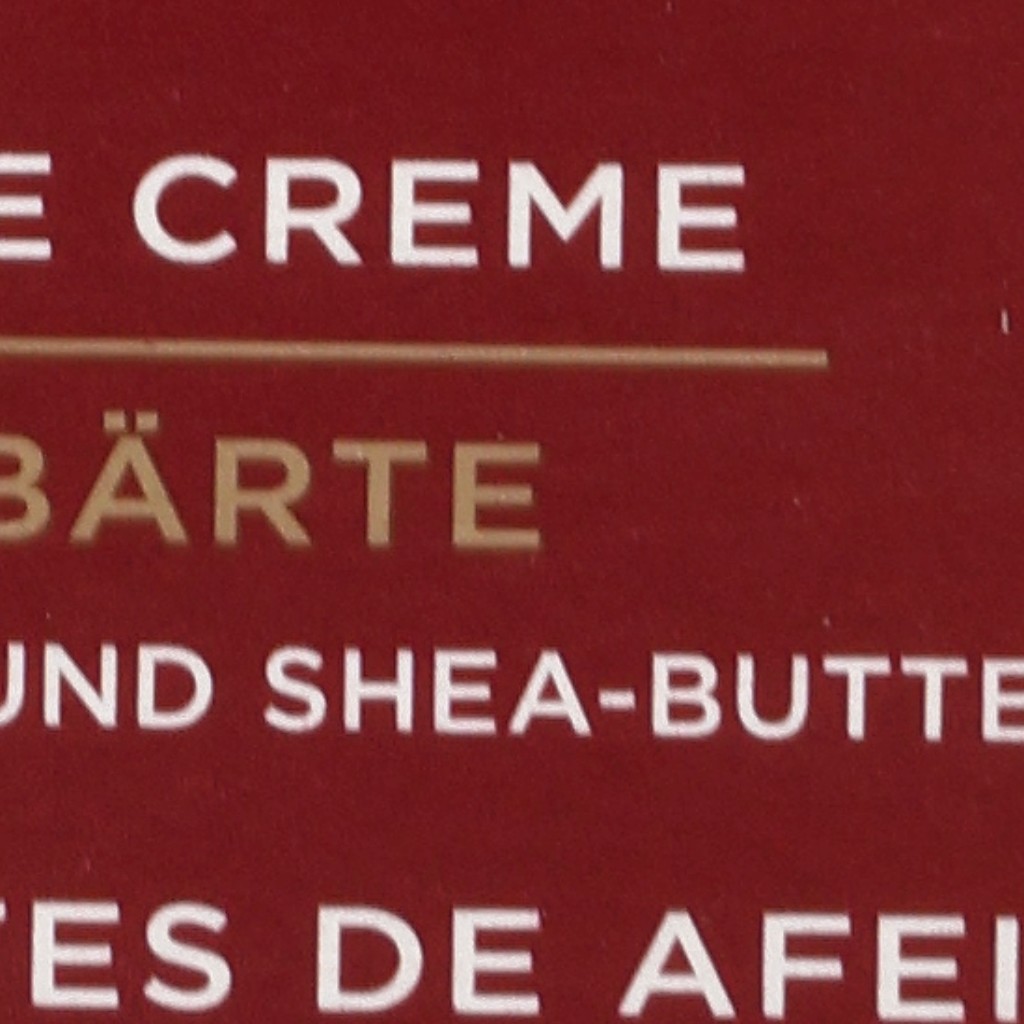 E CREME
BÄRTE
UND SHEA-BUTTE
TES DE AFEI